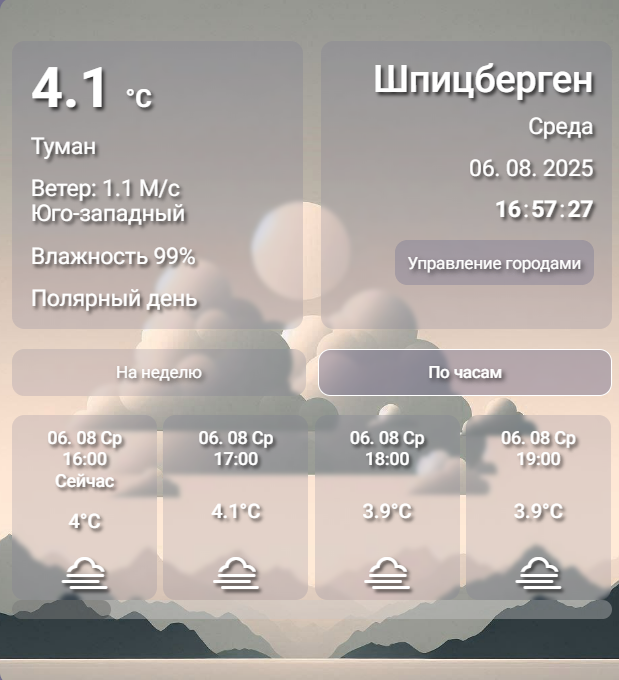 4.1 °C
Туман
Ветер: 1.1 М/с
Юго-западный
Влажность 99%
Полярный день
Шпицберген
Среда
06. 08. 2025
16:57:27
Управление городами
На неделю
По часам
06. 08 Ср
16:00
Сейчас
4°C
06. 08 Ср
17:00
4.1°C
06. 08 Ср
18:00
3.9°C
06. 08 Ср
19:00
3.9°C